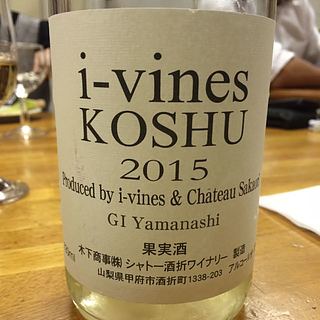 i-vines
KOSHU
2015
Produced by i-vines & Château
GI Yamanashi
果実酒
木下商事㈱ シャトー酒折ワイナリー 製造
山梨県甲府市酒折町1338-203